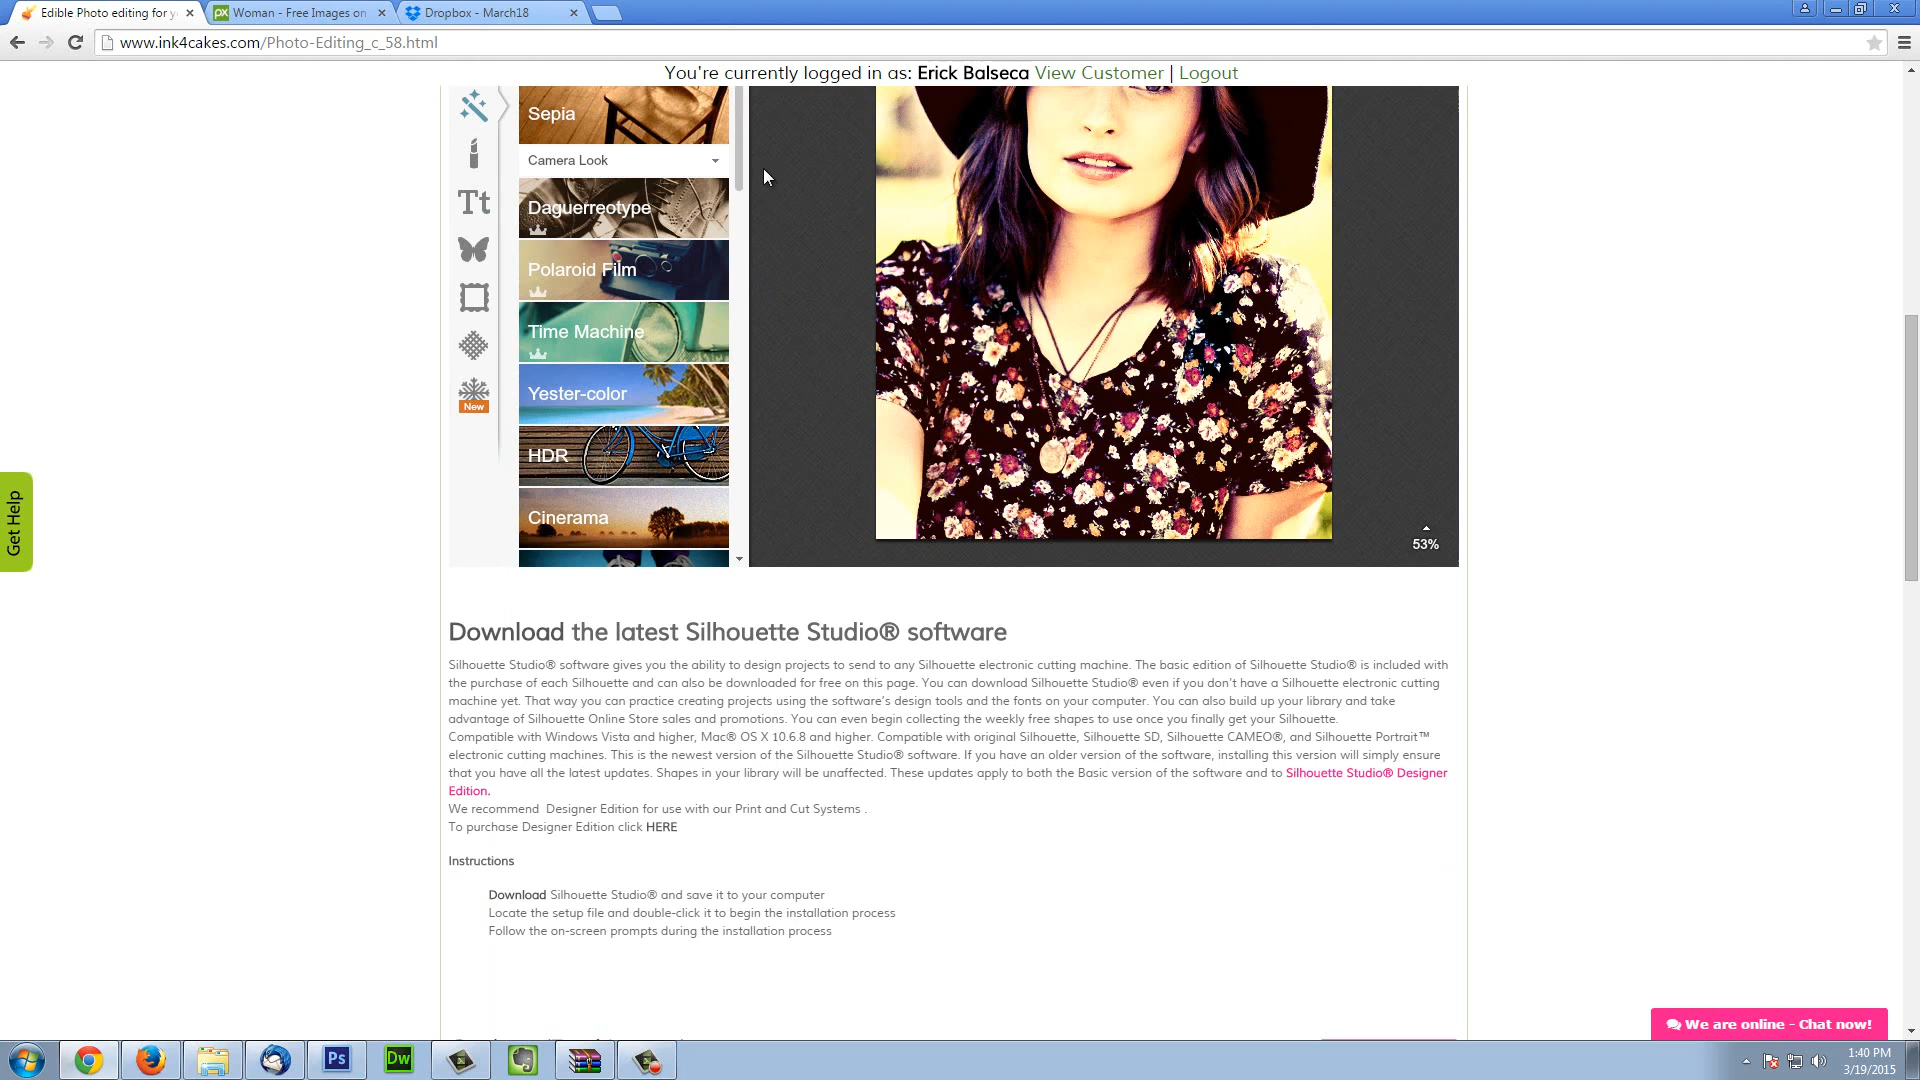 Edible Photo editing for y
Woman - Free Images on
Dropbox - March18
www.ink4cakes.com/Photo-Editing_c_58.html
You're currently logged in as: Erick Balseca View Customer | Logout
Sepia
Camera Look
Daguerreotype
Tt
Polaroid Film
Time Machine
Yester-color
New
HDR
Cinerama
53%
Get Help
Download the latest Silhouette Studio® software
Silhouette Studio® software gives you the ability to design projects to send to any Silhouette electronic cutting machine. The basic edition of Silhouette Studio® is included with
the purchase of each Silhouette and can also be downloaded for free on this page. You can download Silhouette Studio® even if you don't have a Silhouette electronic cutting
machine yet. That way you can practice creating projects using the software's design tools and the fonts on your computer. You can also build up your library and take
advantage of Silhouette Online Store sales and promotions. You can even begin collecting the weekly free shapes to use once you finally get your Silhouette.
Compatible with Windows Vista and higher, Mac® OS X 10.6.8 and higher. Compatible with original Silhouette, Silhouette SD, Silhouette CAMEO®, and Silhouette Portrait™
electronic cutting machines. This is the newest version of the Silhouette Studio® software. If you have an older version of the software, installing this version will simply ensure
that you have all the latest updates. Shapes in your library will be unaffected. These updates apply to both the Basic version of the software and to Silhouette Studio® Designer
Edition.
We recommend Designer Edition for use with our Print and Cut Systems .
To purchase Designer Edition click HERE
Instructions
Download Silhouette Studio® and save it to your computer
Locate the setup file and double-click it to begin the installation process
Follow the on-screen prompts during the installation process
We are online - Chat now!
Ps
Dw
1:40 PM
3/19/2015